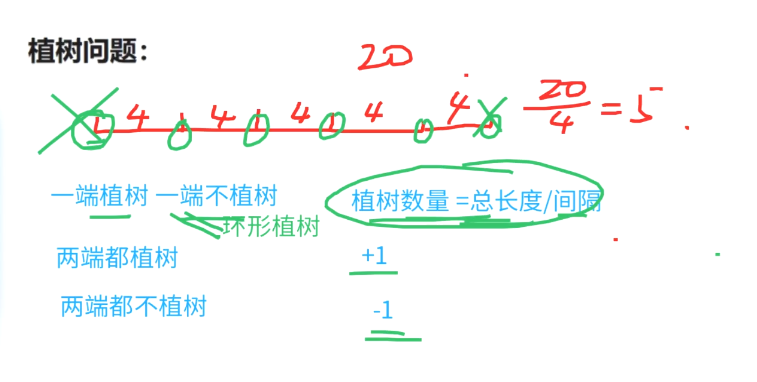 植树问题:
20
4 4 4 4 4 20/4=5
一端植树 一端不植树 植树数量 =总长度/间隔
环形植树
两端都植树 +1
两端都不植树 -1